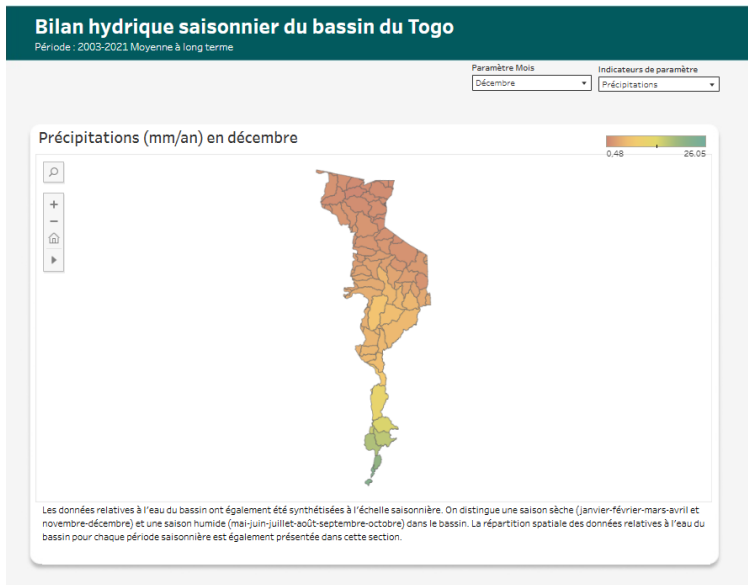 Bilan hydrique saisonnier du bassin du Togo
Période : 2003-2021 Moyenne à long terme
Paramètre Mois
Indicateurs de paramètre
Décembre
Précipitations
Précipitations (mm/an) en décembre
0.48
26.05
Les données relatives à l'eau du bassin ont également été synthétisées à l'échelle saisonnière. On distingue une saison sèche (janvier-février-mars-avril et
novembre-décembre) et une saison humide (mai-juin-juillet-août-septembre-octobre) dans le bassin. La répartition spatiale des données relatives à l'eau du
bassin pour chaque période saisonnière est également présentée dans cette section.